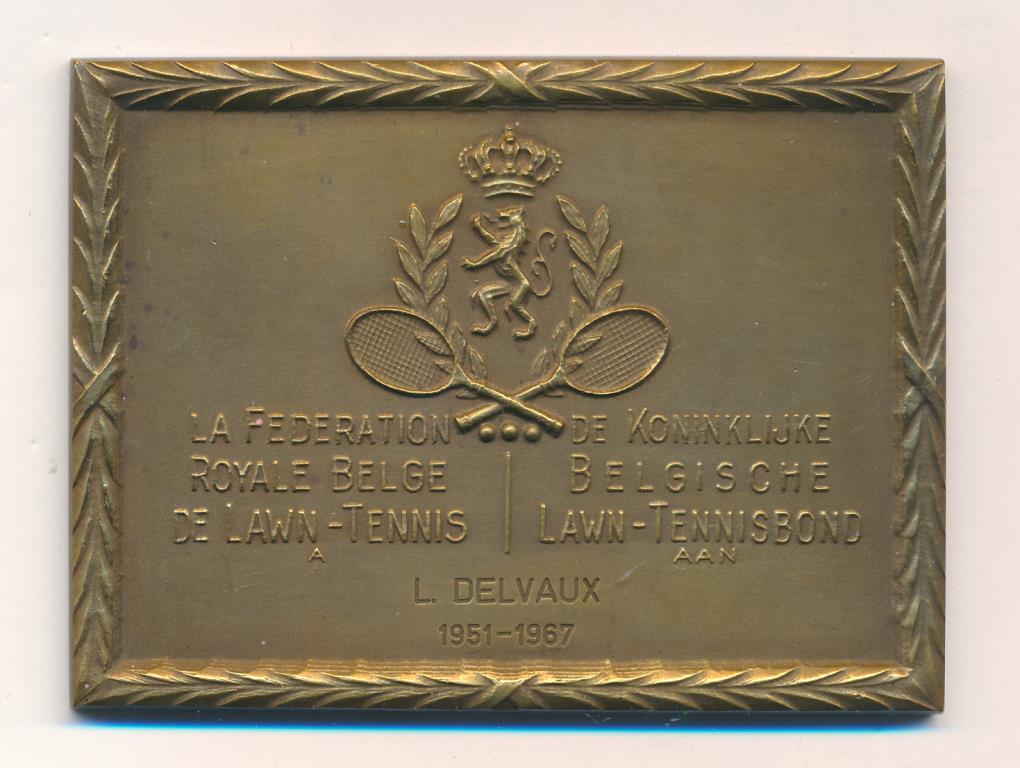 LA FEDERATION
ROYALE BELGE
DE LAWN-TENNIS
A
DE KONINKLIJKE
BELGISCHE
LAWN-TENNISBOND
AAN
L. DELVAUX
1951-1967